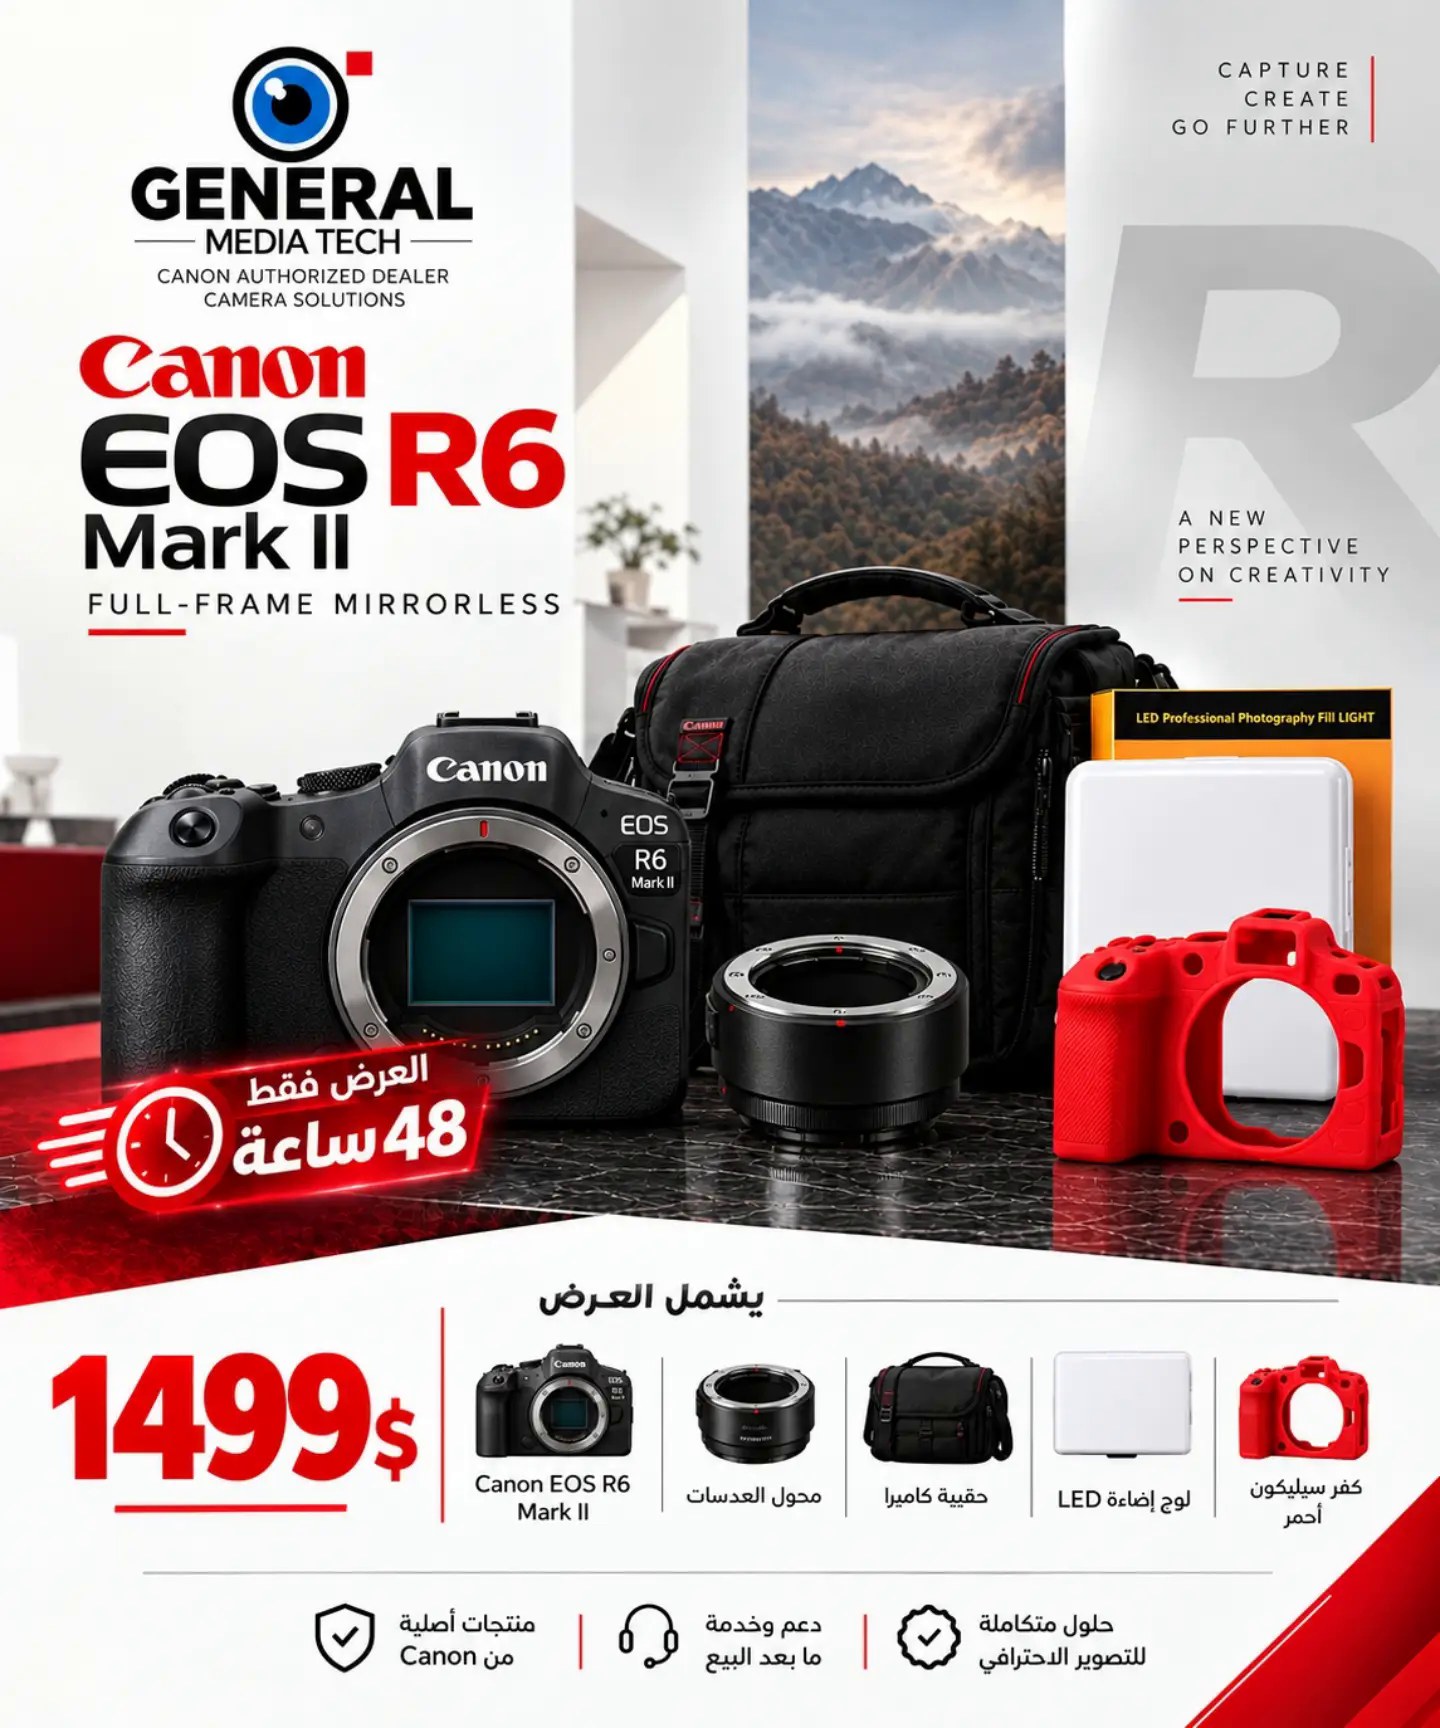 GENERAL
MEDIA TECH
CANON AUTHORIZED DEALER
CAMERA SOLUTIONS
CAPTURE
CREATE
GO FURTHER
Canon
EOS R6
Mark II
FULL-FRAME MIRRORLESS
R
A NEW
PERSPECTIVE
ON CREATIVITY
Canon
EOS
R6
Mark II
Canon
LED Professional Photography Fill LIGHT
العرض فقط
48 ساعة
يشمل العرض
1499$
Canon
EOS
Canon EOS R6
Mark II
محول العدسات
حقيبة كاميرا
لوح إضاءة LED
كفر سيليكون
أحمر
منتجات أصلية
من Canon
دعم وخدمة
ما بعد البيع
حلول متكاملة
للتصوير الاحترافي